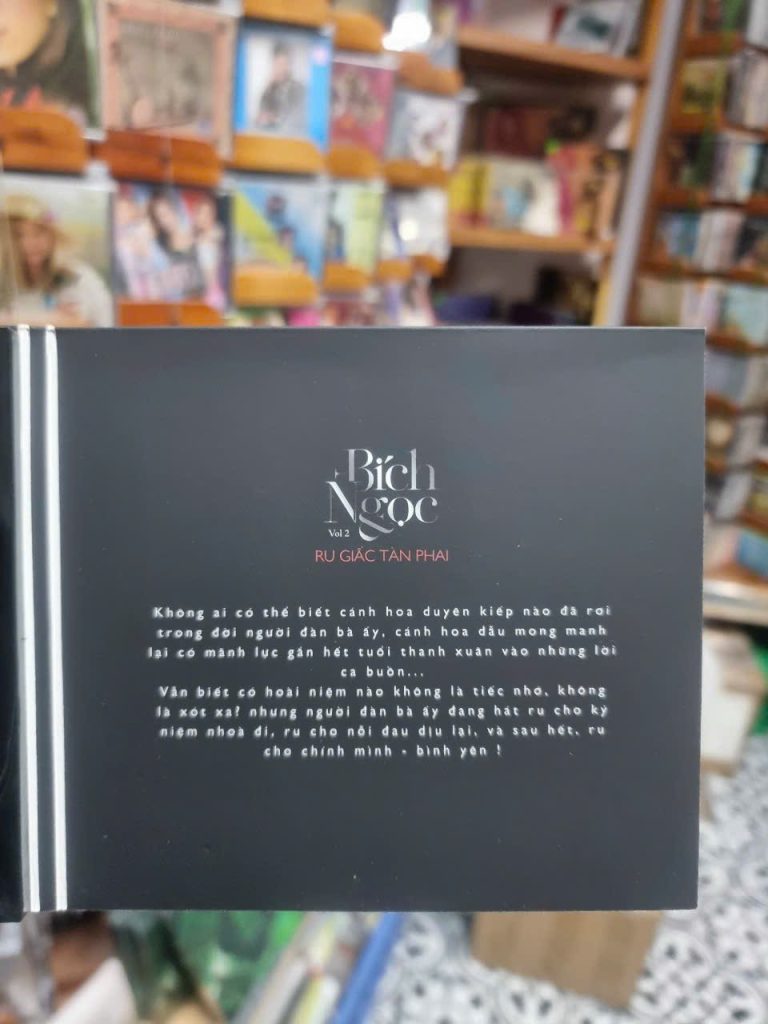 Bích
Ngọc
Vol 2
RU GIẤC TÀN PHAI
Không ai có thể biết cánh hoa duyên kiếp nào đã rơi
trong đời người đàn bà ấy, cánh hoa dẫu mong manh
lại có mãnh lực gần hết tuổi thanh xuân vào những lời
ca buồn...
Vẫn biết có hoài niệm nào không là tiếc nhớ, không
là xót xa? nhưng người đàn bà ấy đang hát ru cho ký
niệm nhoà đi, ru cho nỗi đau dịu lại, và sau hết, ru
cho chính mình - bình yên !